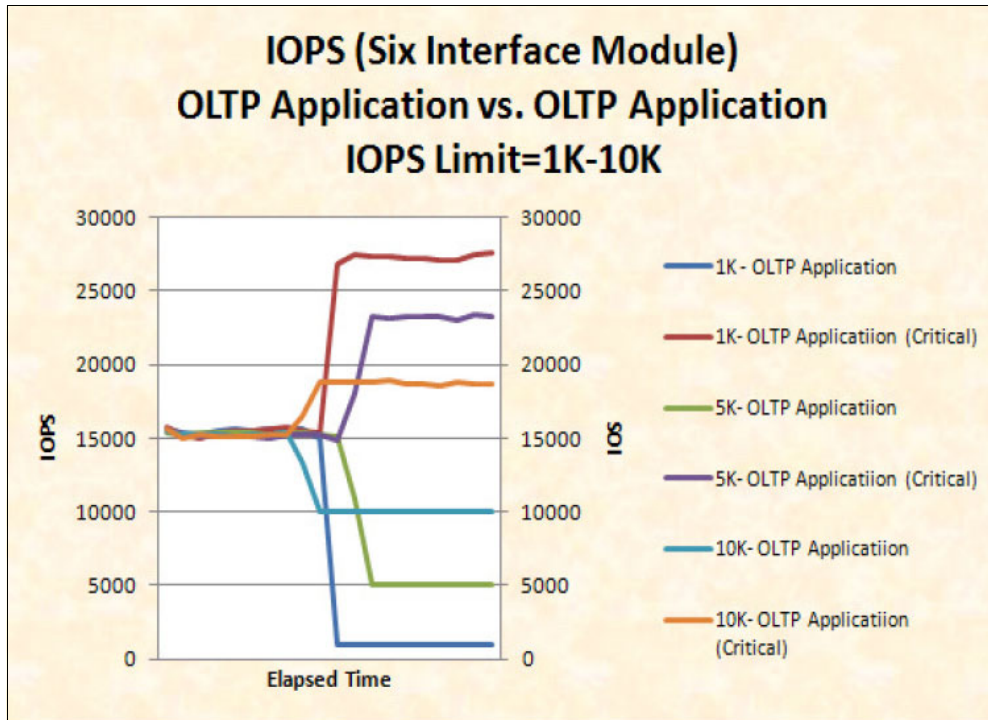 IOPS (Six Interface Module)
OLTP Application vs. OLTP Application
IOPS Limit=1K-10K
30000
25000
20000
15000
10000
5000
0
IOPS
Elapsed Time
30000
25000
20000
15000
10000
5000
0
IOS
1K- OLTP Application
1K- OLTP Applicatiion (Critical)
5K- OLTP Applicatiion
5K- OLTP Applicatiion (Critical)
10K- OLTP Applicatiion
10K- OLTP Applicatiion
(Critical)